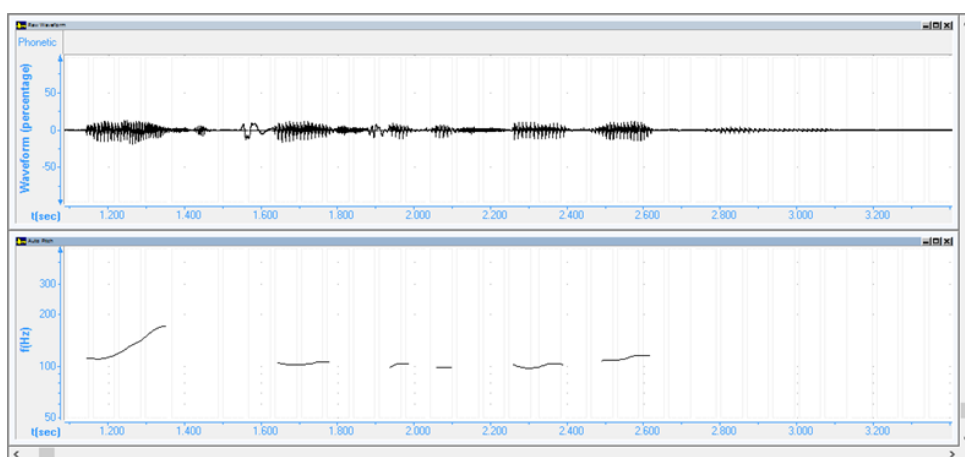 Raw Waveform
Phonetic
Waveform (percentage)
50
0
-50
t(sec) 1.200 1.400 1.600 1.800 2.000 2.200 2.400 2.600 2.800 3.000 3.200
Auto Pitch
f(Hz)
300
200
100
50
t(sec) 1.200 1.400 1.600 1.800 2.000 2.200 2.400 2.600 2.800 3.000 3.200